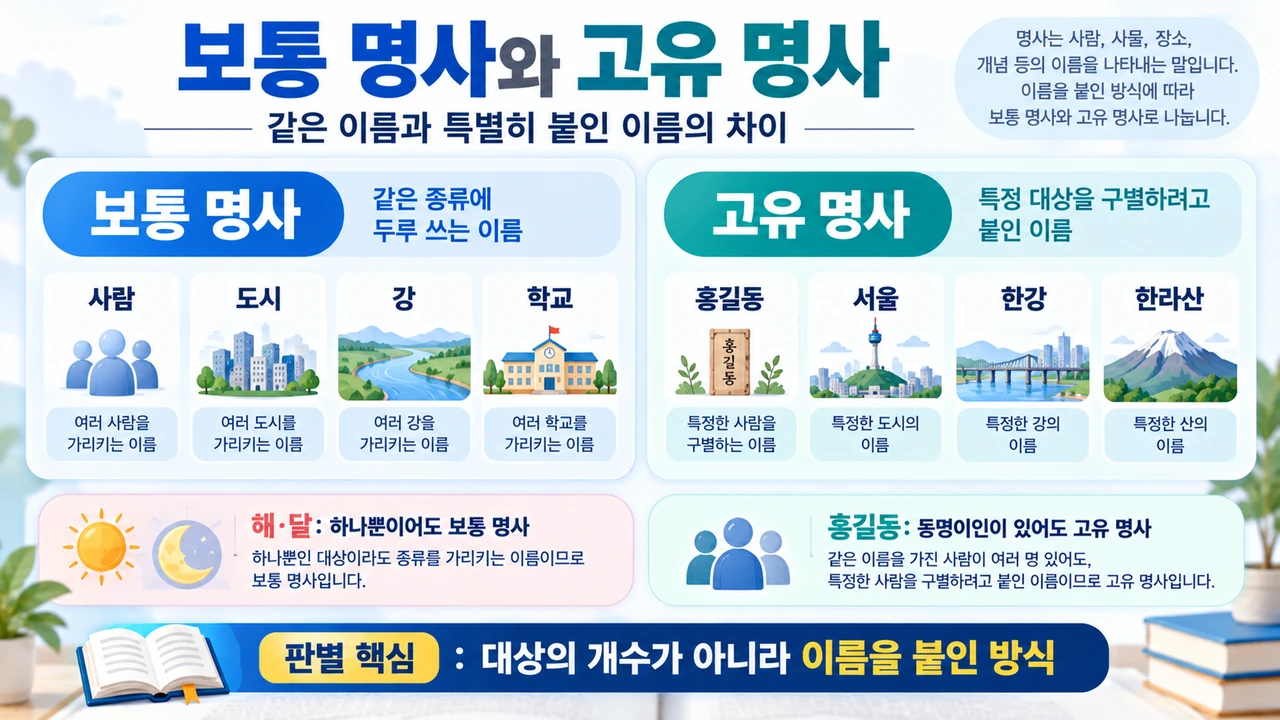 보통 명사와 고유 명사
같은 이름과 특별히 붙인 이름의 차이
명사는 사람, 사물, 장소,
개념 등의 이름을 나타내는 말입니다.
이름을 붙인 방식에 따라
보통 명사와 고유 명사로 나눕니다.
보통 명사
같은 종류에
두루 쓰는 이름
사람
여러 사람을
가리키는 이름
도시
여러 도시를
가리키는 이름
강
여러 강을
가리키는 이름
학교
여러 학교를
가리키는 이름
고유 명사
특정 대상을 구별하려고
붙인 이름
홍길동
홍길동
특정한 사람을
구별하는 이름
서울
특정한 도시의
이름
한강
특정한 강의
이름
한라산
특정한 산의
이름
해·달: 하나뿐이어도 보통 명사
하나뿐인 대상이라도 종류를 가리키는 이름이므로
보통 명사입니다.
홍길동: 동명이인이 있어도 고유 명사
같은 이름을 가진 사람이 여러 명 있어도,
특정한 사람을 구별하려고 붙인 이름이므로 고유 명사입니다.
판별 핵심 : 대상의 개수가 아니라 이름을 붙인 방식